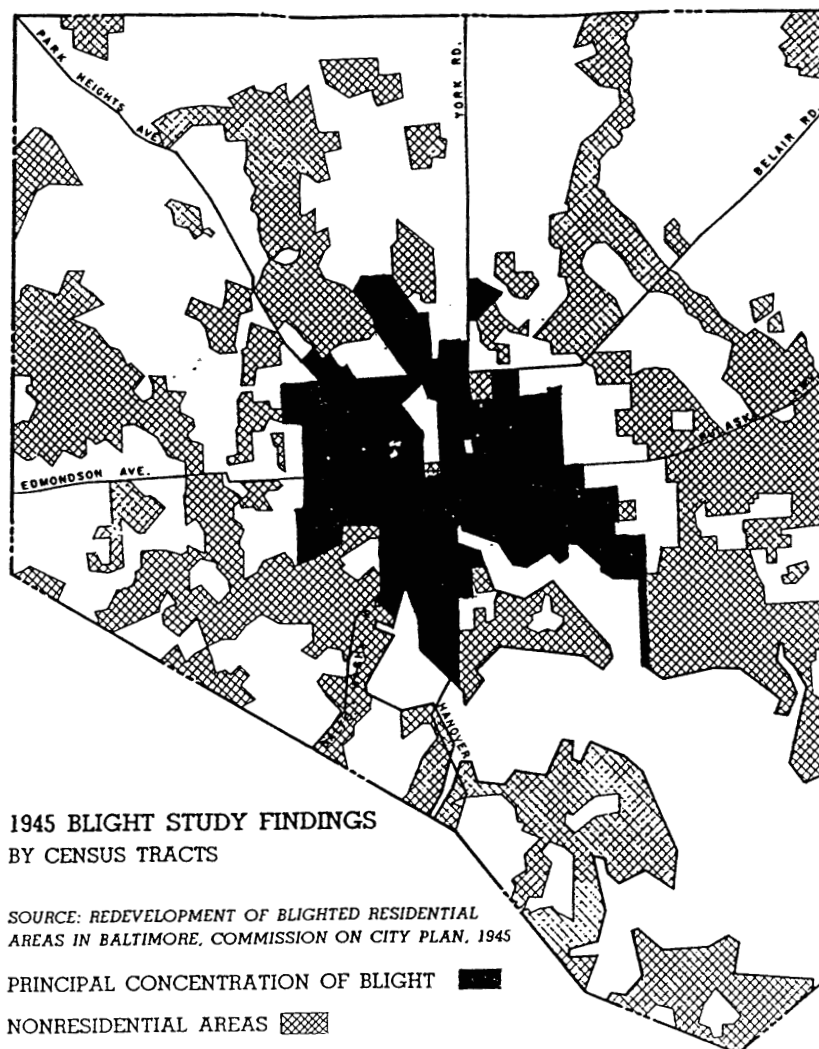 PARK HEIGHTS AVE.
YORK RD.
BELAIR RD.
PULASKI
EDMONDSON AVE.
HANOVER
1945 BLIGHT STUDY FINDINGS
BY CENSUS TRACTS
SOURCE: REDEVELOPMENT OF BLIGHTED RESIDENTIAL
AREAS IN BALTIMORE, COMMISSION ON CITY PLAN, 1945
PRINCIPAL CONCENTRATION OF BLIGHT
NONRESIDENTIAL AREAS